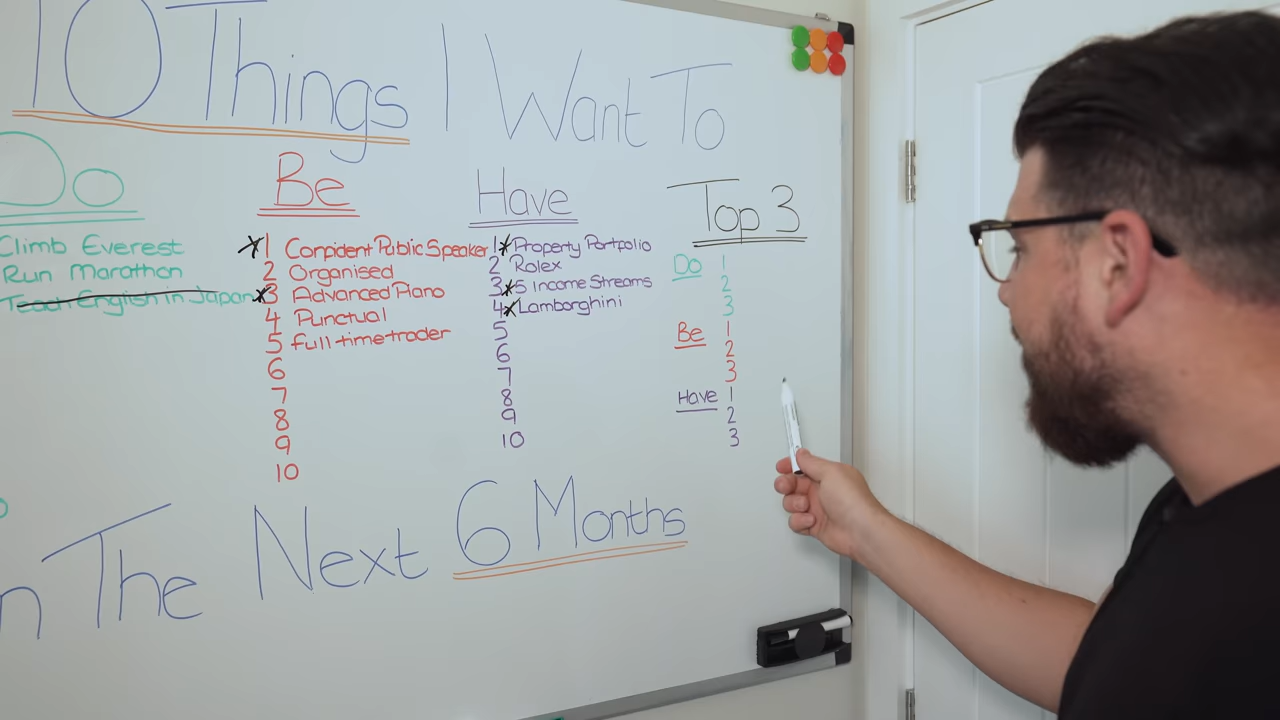 10 Things I Want To
Do
Climb Everest
Run Marathon
Teach English in Japan
Be
1 Confident Public Speaker
2 Organised
3 Advanced Piano
4 Punctual
5 full-time trader
6
7
8
9
10
Have
1 Property Portfolio
2 Rolex
3 5 Income Streams
4 Lamborghini
5
6
7
8
9
10
Top 3
Do 1
2
3
Be 1
2
3
Have 1
2
3
n The Next 6 Months